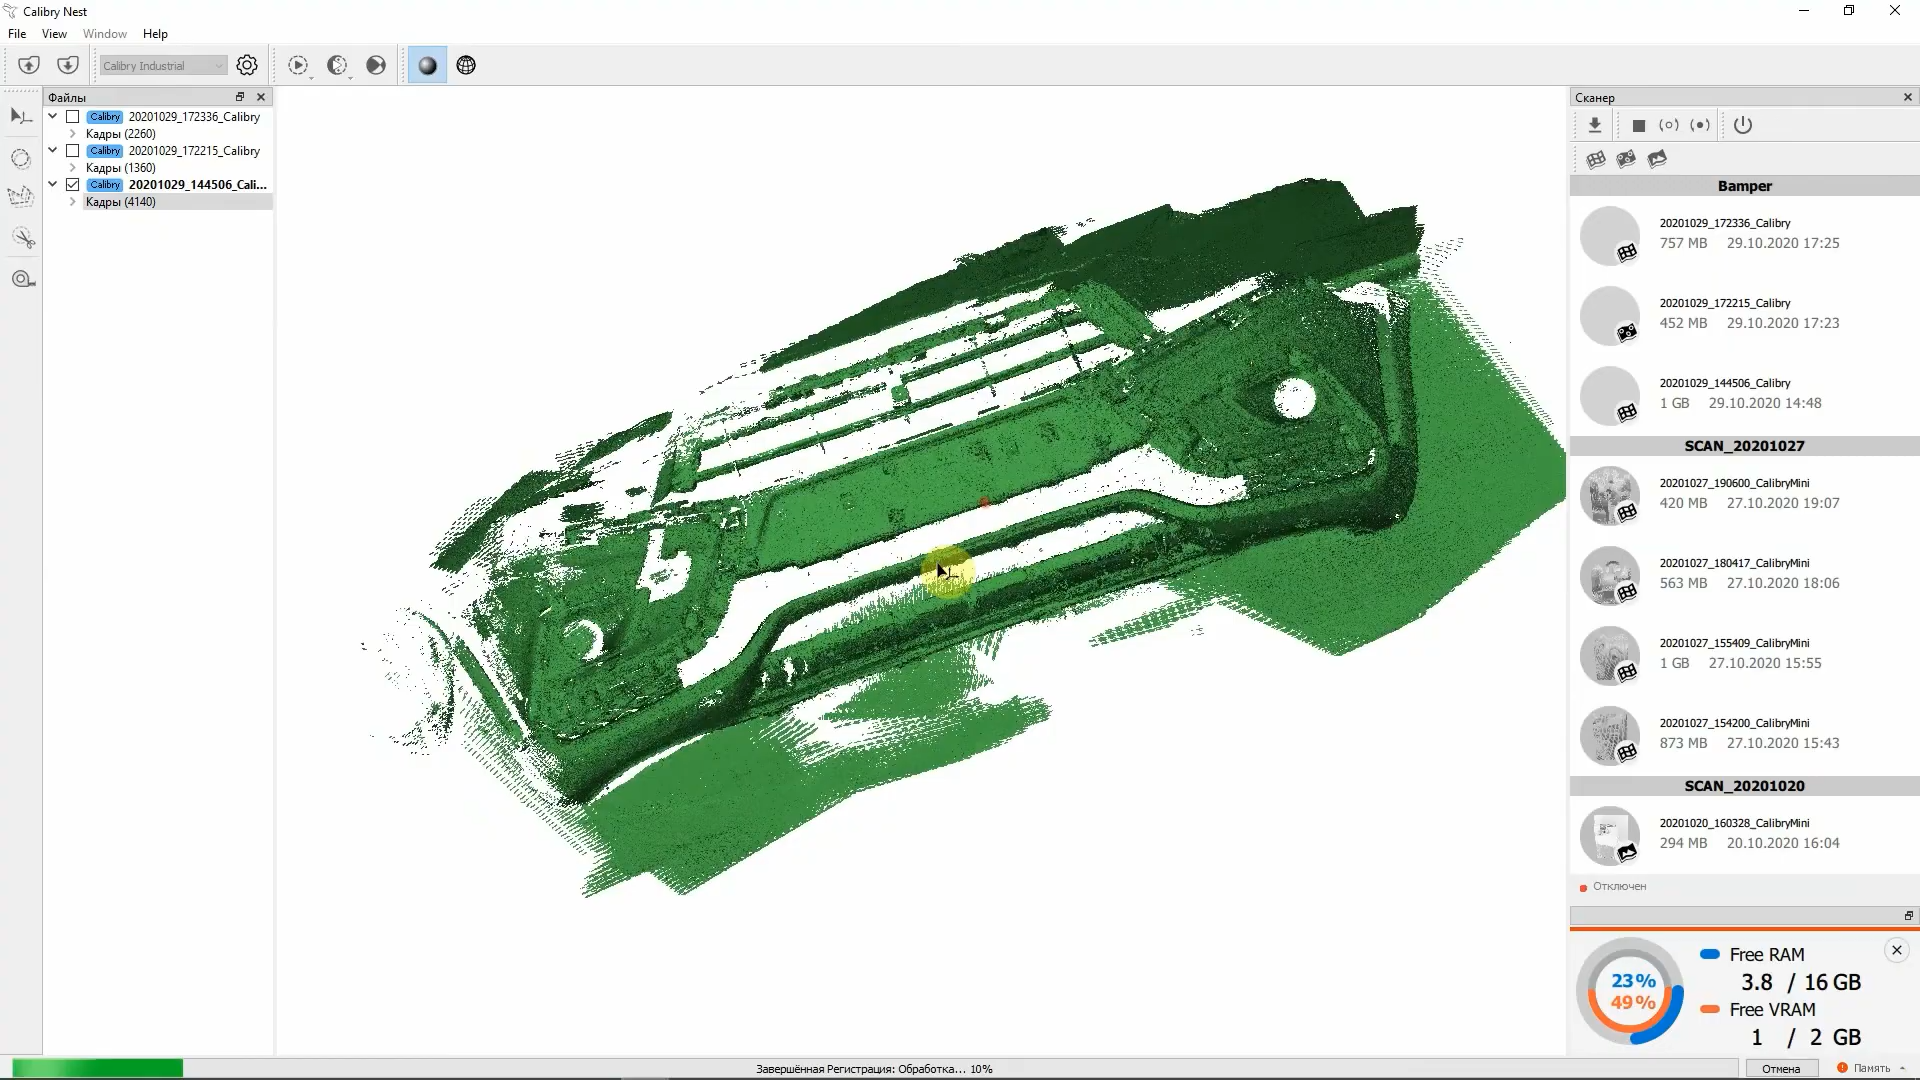 Calibry Nest
File View Window Help
Calibry Industrial
Файлы
Calibry 20201029_172336_Calibry
Кадры (2260)
Calibry 20201029_172215_Calibry
Кадры (1360)
Calibry 20201029_144506_Cali...
Кадры (4140)
Сканер
Bamper
20201029_172336_Calibry
757 MB 29.10.2020 17:25
20201029_172215_Calibry
452 MB 29.10.2020 17:23
20201029_144506_Calibry
1 GB 29.10.2020 14:48
SCAN_20201027
20201027_190600_CalibryMini
420 MB 27.10.2020 19:07
20201027_180417_CalibryMini
563 MB 27.10.2020 18:06
20201027_155409_CalibryMini
1 GB 27.10.2020 15:55
20201027_154200_CalibryMini
873 MB 27.10.2020 15:43
SCAN_20201020
20201020_160328_CalibryMini
294 MB 20.10.2020 16:04
Отключен
23%
49%
Free RAM
3.8 / 16 GB
Free VRAM
1 / 2 GB
Завершённая Регистрация: Обработка... 10%
Отмена
Память